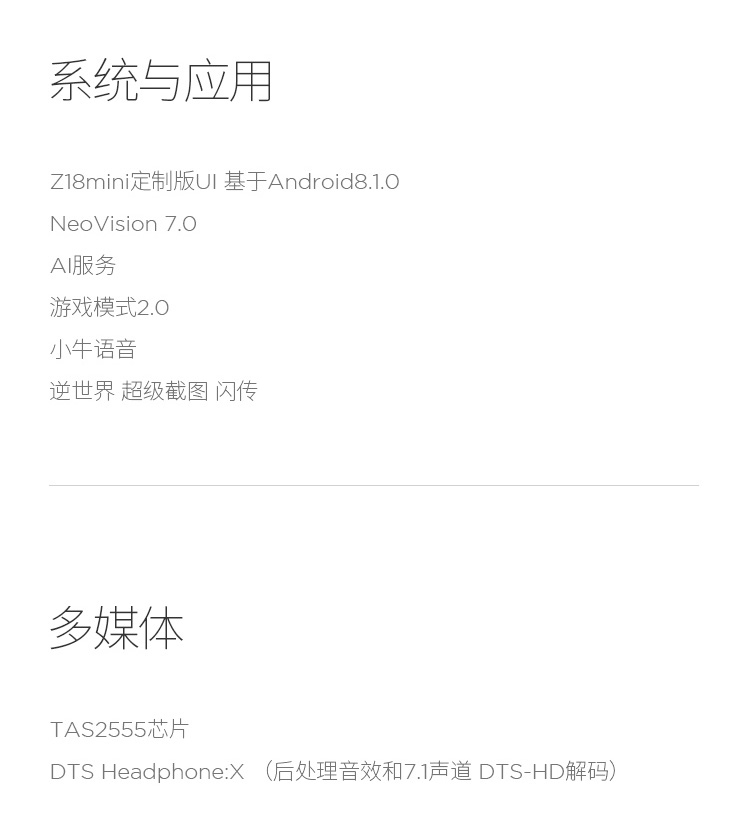 系统与应用
Z18mini定制版UI 基于Android8.1.0
NeoVision 7.0
AI服务
游戏模式2.0
小牛语音
逆世界 超级截图 闪传
多媒体
TAS2555芯片
DTS Headphone:X （后处理音效和7.1声道 DTS-HD解码）